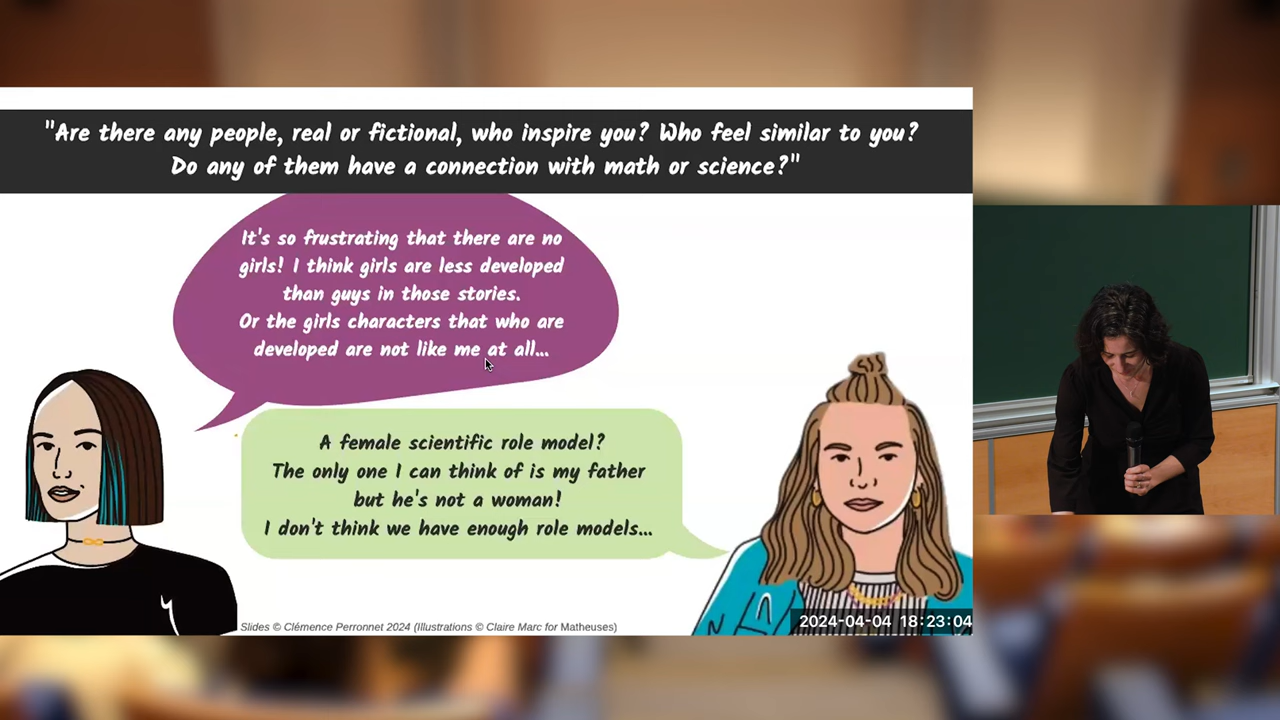 "Are there any people, real or fictional, who inspire you? Who feel similar to you?
Do any of them have a connection with math or science?"
It's so frustrating that there are no
girls! I think girls are less developed
than guys in those stories.
Or the girls characters that who are
developed are not like me at all...
A female scientific role model?
The only one I can think of is my father
but he's not a woman!
I don't think we have enough role models...
Slides © Clémence Perronnet 2024 (Illustrations © Claire Marc for Matheuses)
2024-04-04 18:23:04